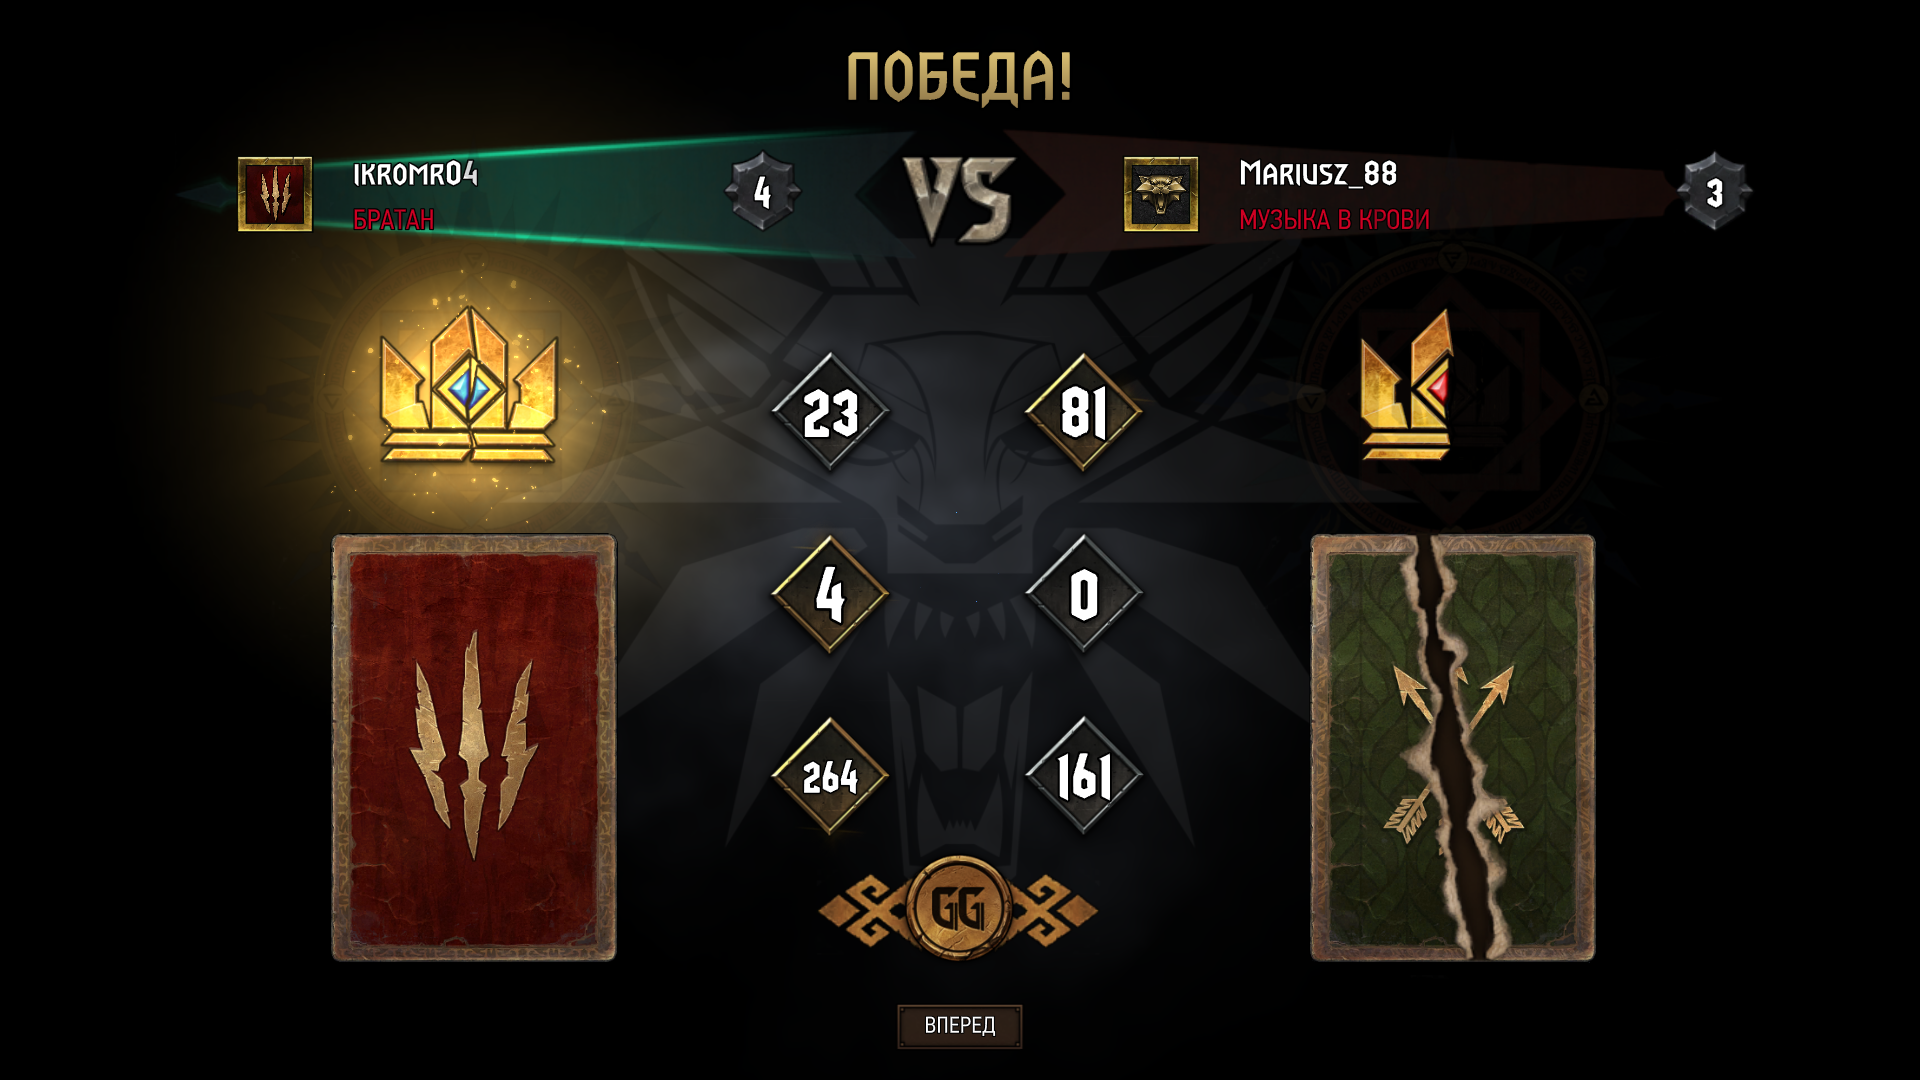 ПОБЕДА!
IKROMR04
БРАТАН
4
VS
MARIUSZ_88
МУЗЫКА В КРОВИ
3
23
81
4
0
264
161
GG
ВПЕРЕД